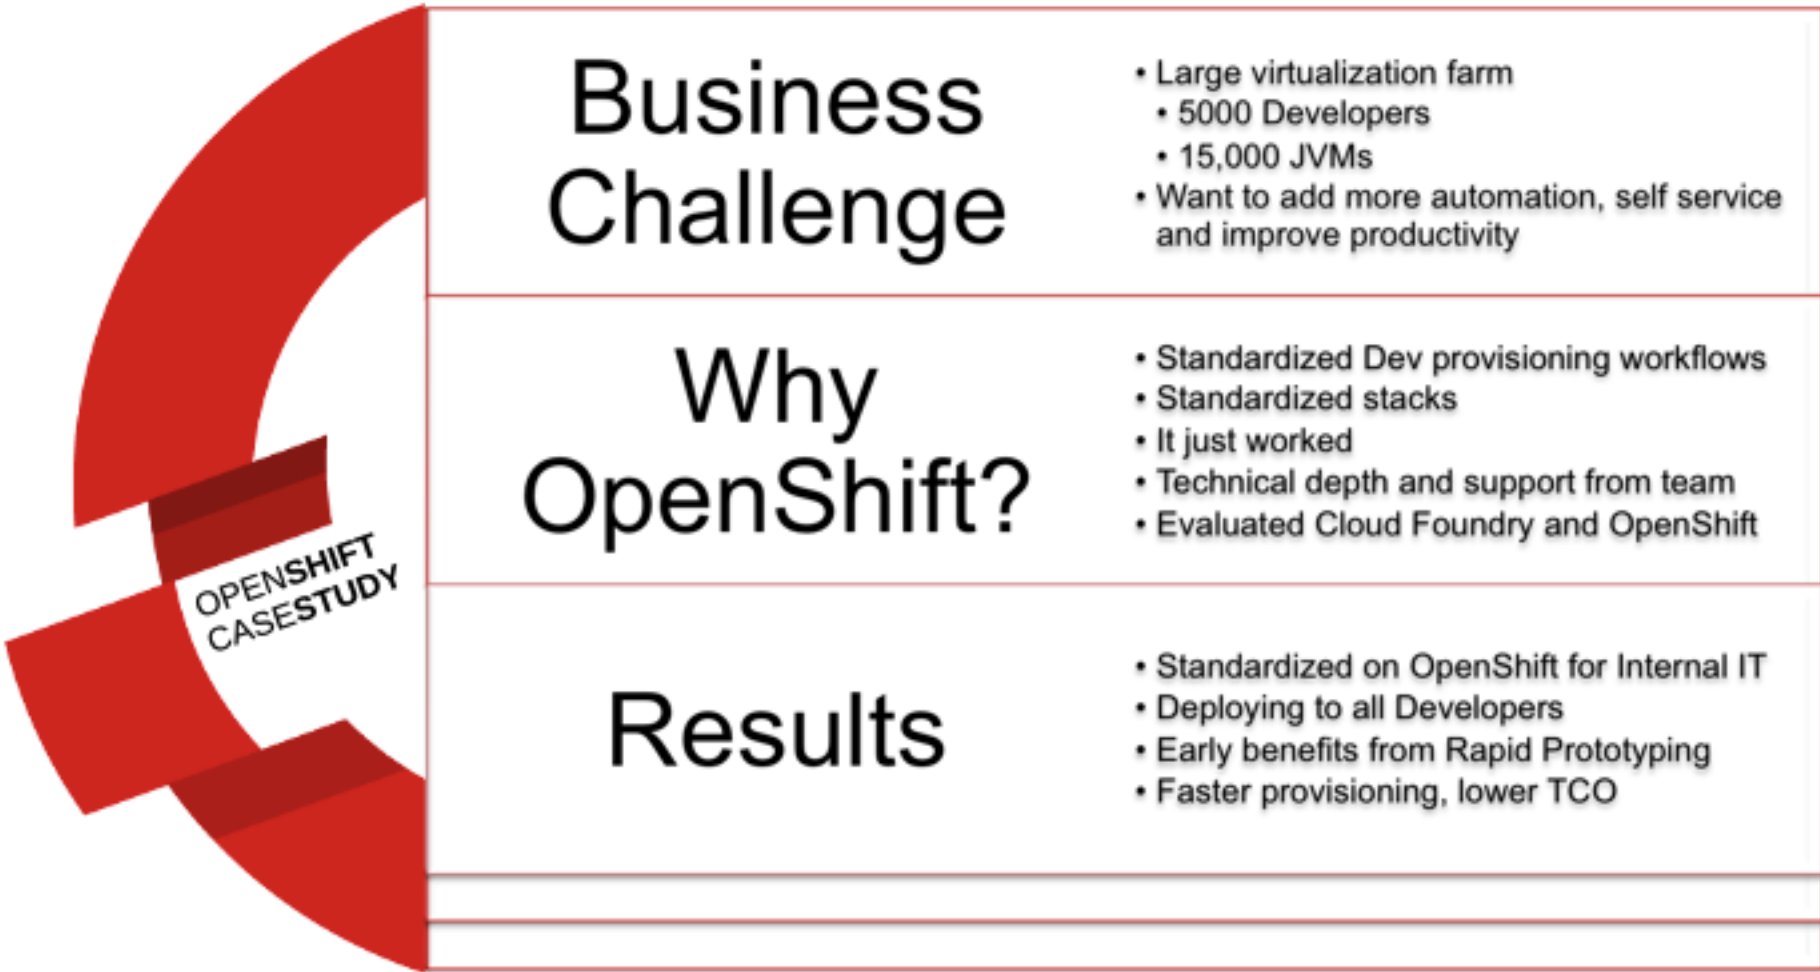 OPENSHIFT
CASESTUDY
Business
Challenge
• Large virtualization farm
• 5000 Developers
• 15,000 JVMs
• Want to add more automation, self service
and improve productivity
Why
OpenShift?
• Standardized Dev provisioning workflows
• Standardized stacks
• It just worked
• Technical depth and support from team
• Evaluated Cloud Foundry and OpenShift
Results
• Standardized on OpenShift for Internal IT
• Deploying to all Developers
• Early benefits from Rapid Prototyping
• Faster provisioning, lower TCO